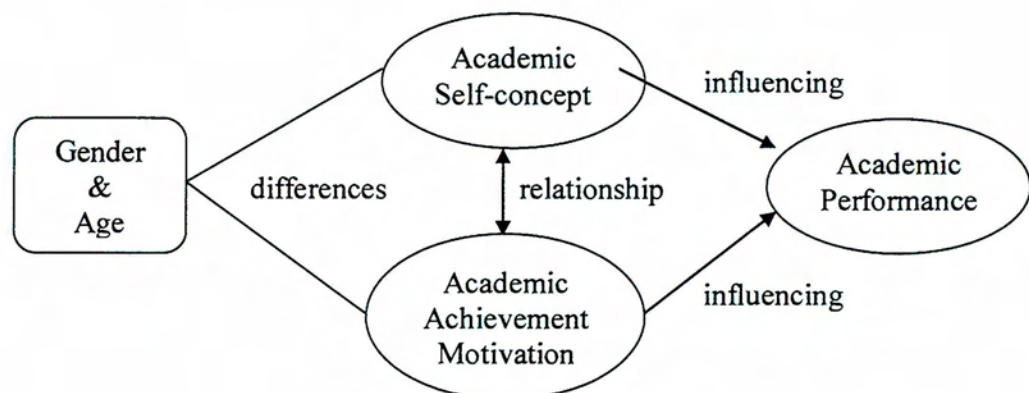 Gender
&
Age
differences
Academic
Self-concept
relationship
Academic
Achievement
Motivation
influencing
influencing
Academic
Performance